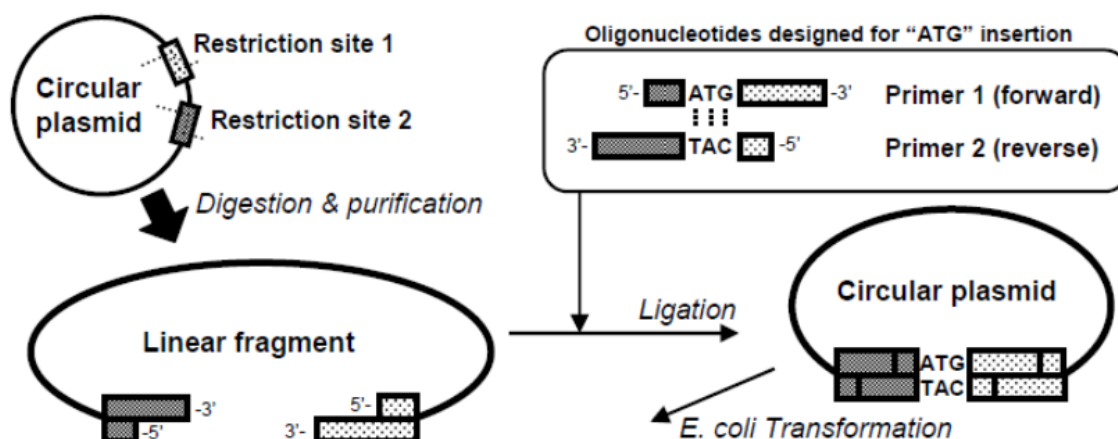 Restriction site 1
Circular
plasmid
Restriction site 2
Digestion & purification
Oligonucleotides designed for “ATG” insertion
5'- ATG -3' Primer 1 (forward)
3'- TAC -5' Primer 2 (reverse)
Linear fragment
-3'
-5'
5'-
3'-
Ligation
Circular plasmid
ATG
TAC
E. coli Transformation